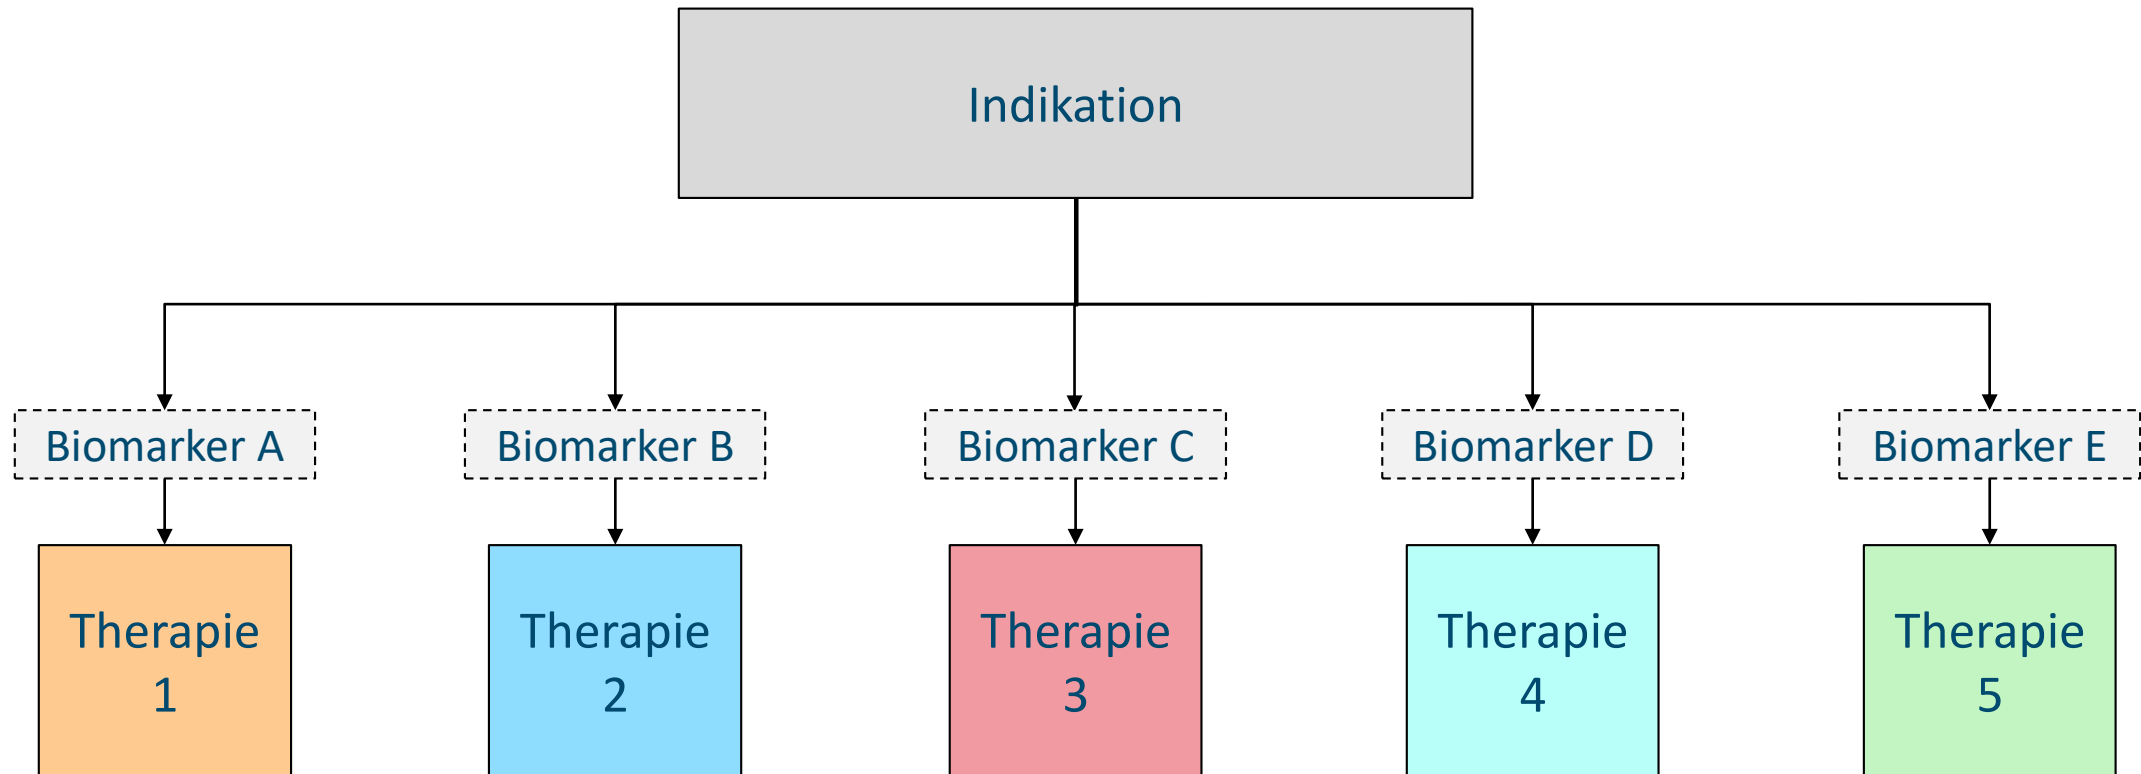 Indikation
Biomarker A
Biomarker B
Biomarker C
Biomarker D
Biomarker E
Therapie
1
Therapie
2
Therapie
3
Therapie
4
Therapie
5